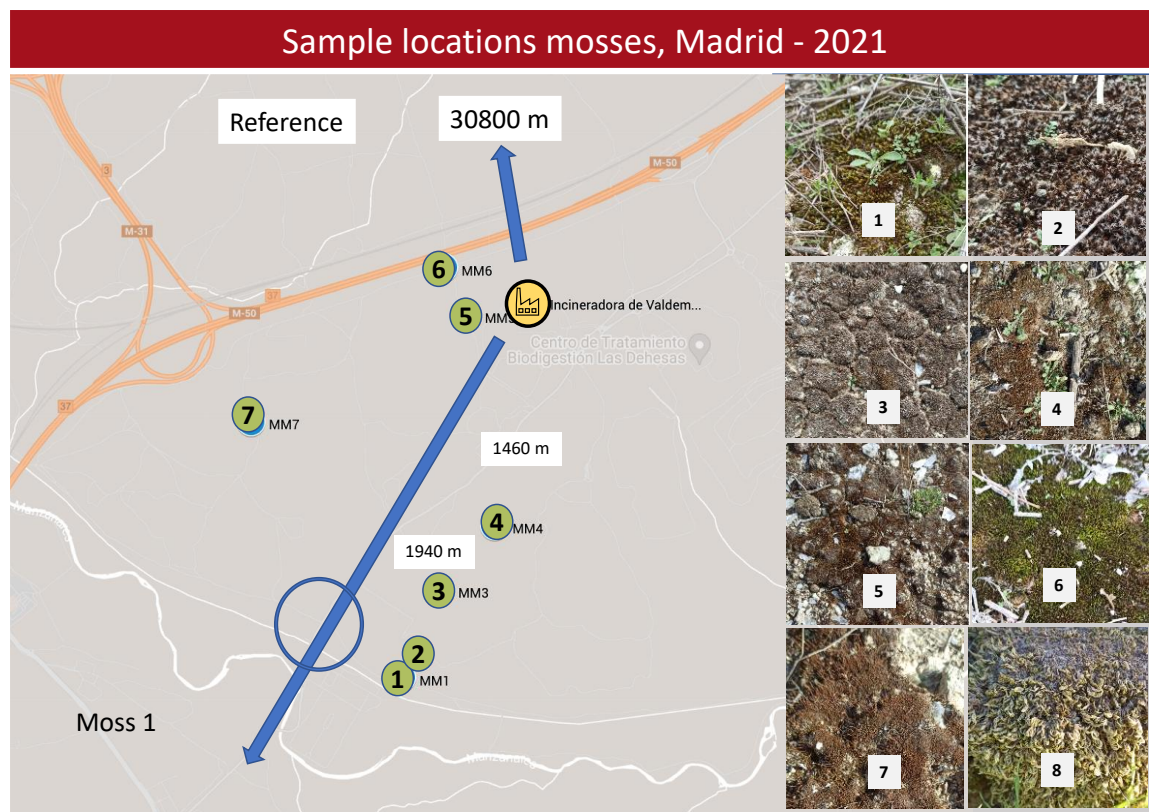 Sample locations mosses, Madrid - 2021
Reference
30800 m
3
M-50
M-31
6
MM6
37
M-50
5
Incineradora de Valdem...
Centro de Tratamiento
Biodigestión Las Dehesas
37
7
MM7
1460 m
4
MM4
1940 m
3
MM3
2
1
MM1
Moss 1
1
2
3
4
5
6
7
8